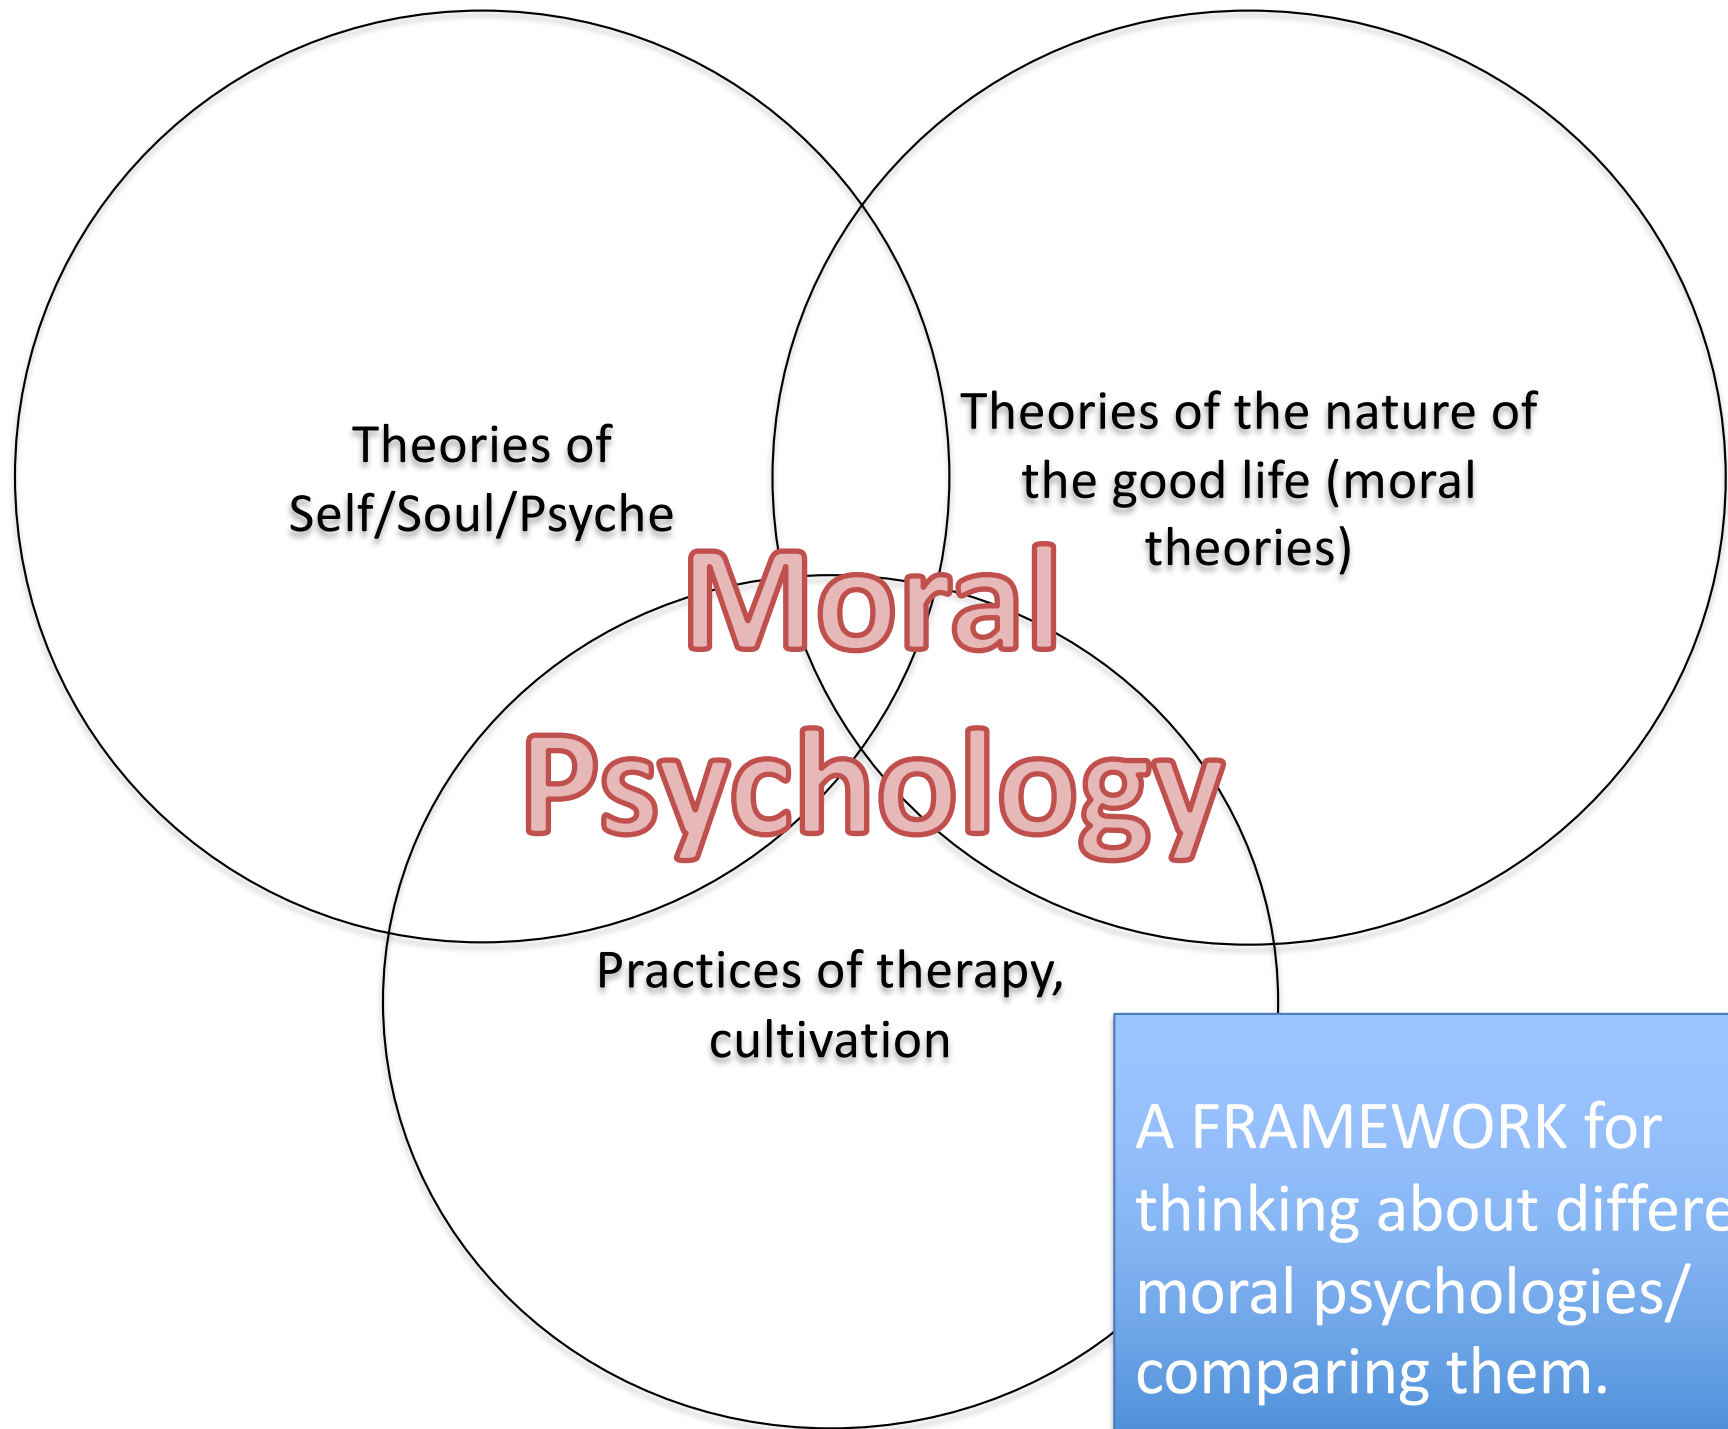 Theories of
Self/Soul/Psyche
Theories of the nature of
the good life (moral
theories)
Moral
Psychology
Practices of therapy,
cultivation
A FRAMEWORK for
thinking about differe
moral psychologies/
comparing them.